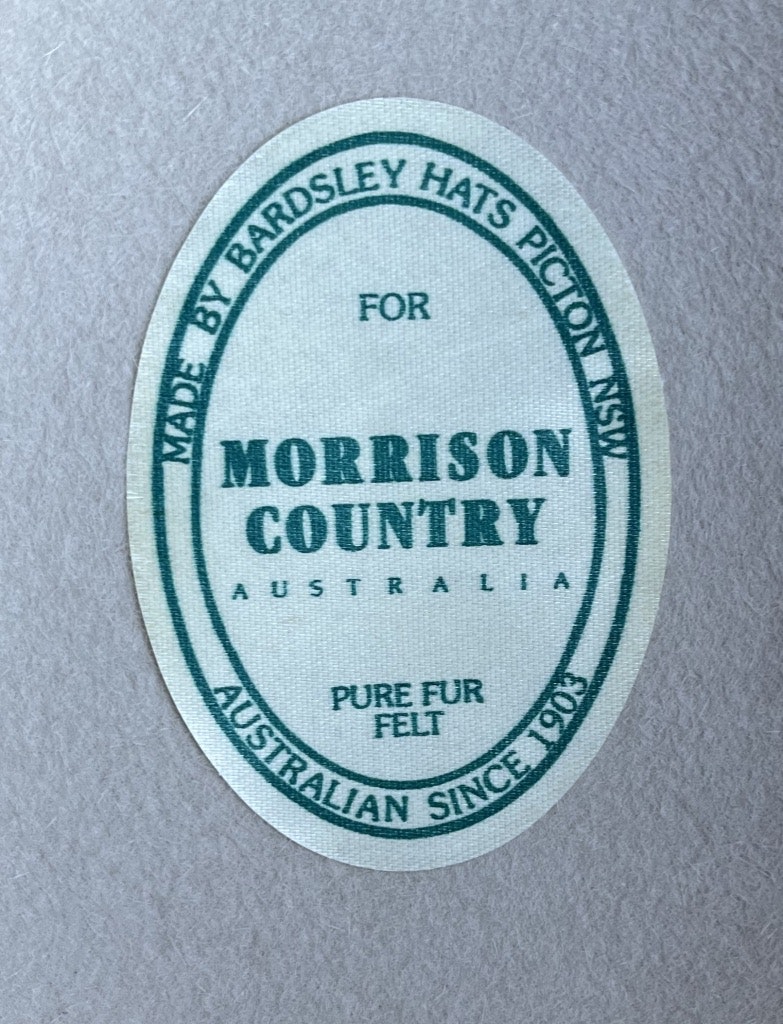 MADE BY BARDSLEY HATS PICTON NSW
FOR
MORRISON
COUNTRY
AUSTRALIA
PURE FUR
FELT
AUSTRALIAN SINCE 1903